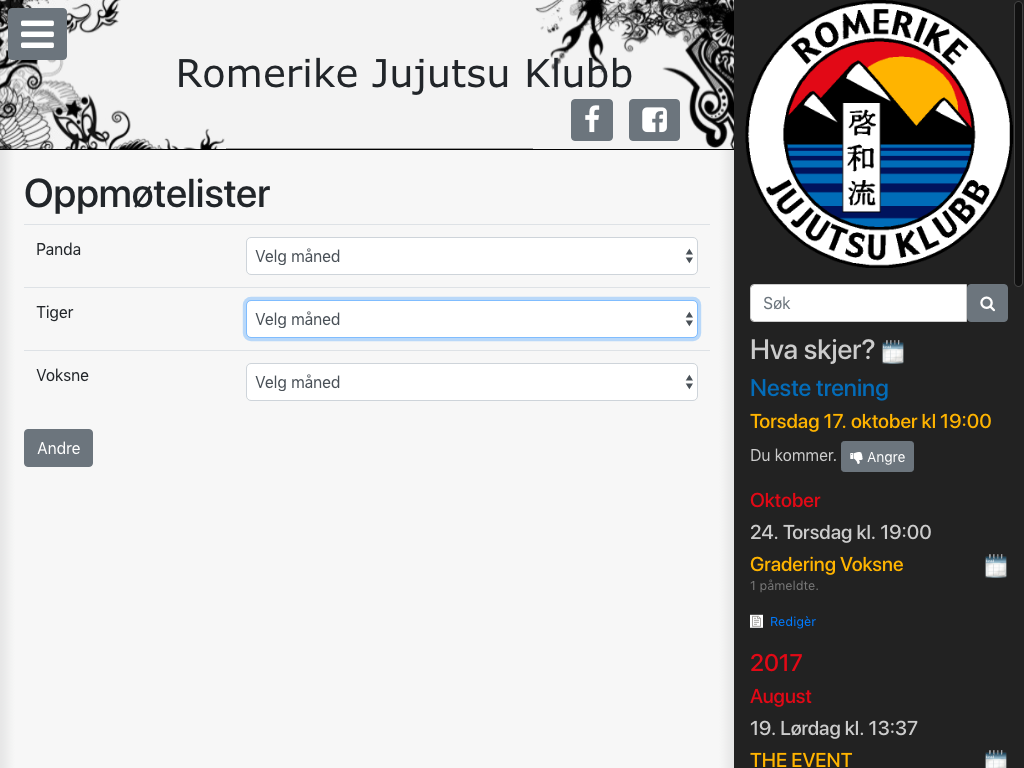 Romerike Jujutsu Klubb
Oppmøtelister
Panda
Velg måned
Tiger
Velg måned
Voksne
Velg måned
Andre
ROMERIKE
啓和流
JUJUTSU KLUBB
Søk
Hva skjer?
Neste trening
Torsdag 17. oktober kl 19:00
Du kommer. Angre
Oktober
24. Torsdag kl. 19:00
Gradering Voksne
1 påmeldte.
Redigèr
2017
August
19. Lørdag kl. 13:37
THE EVENT